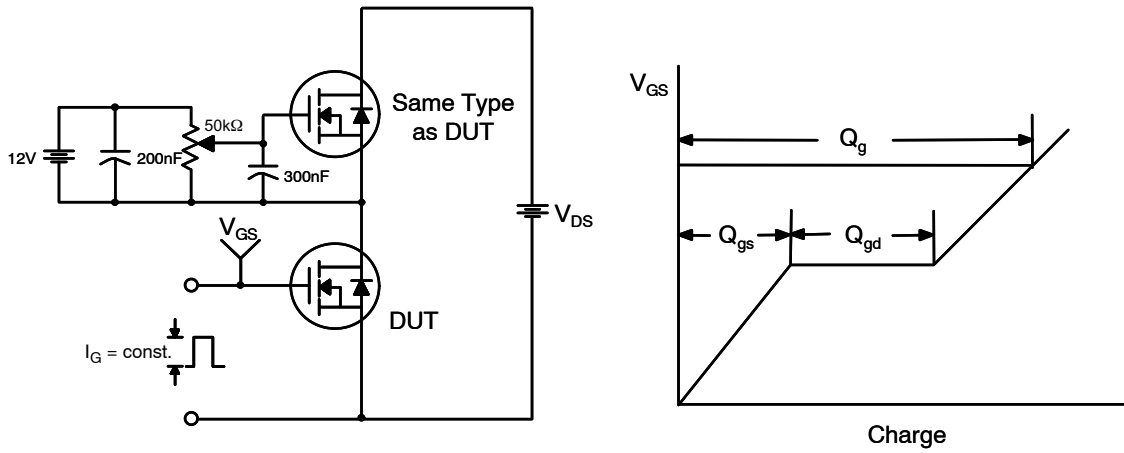 12V
200nF
50kΩ
300nF
Same Type
as DUT
V_DS
V_GS
DUT
I_G = const.
V_GS
Q_g
Q_gs
Q_gd
Charge